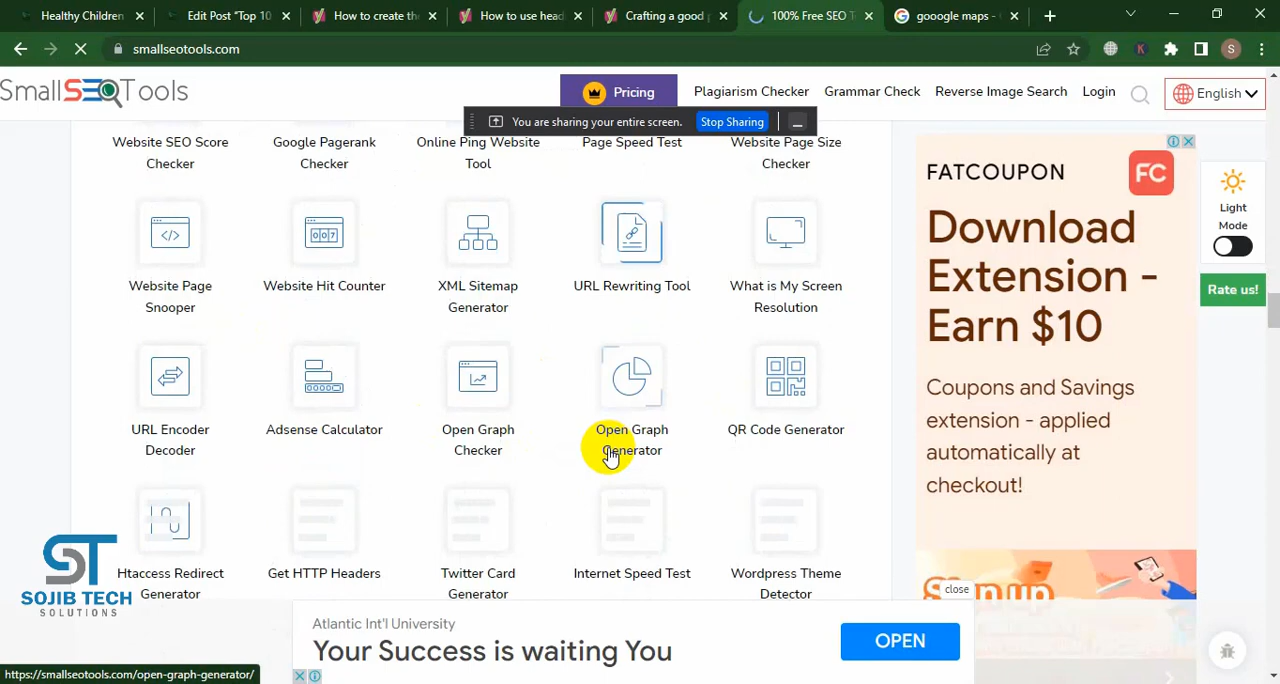 Healthy Children
Edit Post "Top 10
How to create the
How to use head
Crafting a good p
100% Free SEO T
gooogle maps -
smallseotools.com
S
SmallSEOTools
Pricing
Plagiarism Checker
Grammar Check
Reverse Image Search
Login
English
You are sharing your entire screen.
Stop Sharing
Website SEO Score
Checker
Google Pagerank
Checker
Online Ping Website
Tool
Page Speed Test
Website Page Size
Checker
Website Page
Snooper
Website Hit Counter
XML Sitemap
Generator
URL Rewriting Tool
What is My Screen
Resolution
URL Encoder
Decoder
Adsense Calculator
Open Graph
Checker
Open Graph
Generator
QR Code Generator
Htaccess Redirect
Generator
Get HTTP Headers
Twitter Card
Generator
Internet Speed Test
Wordpress Theme
Detector
FATCOUPON
FC
Download
Extension -
Earn $10
Coupons and Savings
extension - applied
automatically at
checkout!
Sign up
close
Light
Mode
Rate us!
ST
SOJIB TECH
SOLUTIONS
Atlantic Int'l University
Your Success is waiting You
OPEN
https://smallseotools.com/open-graph-generator/